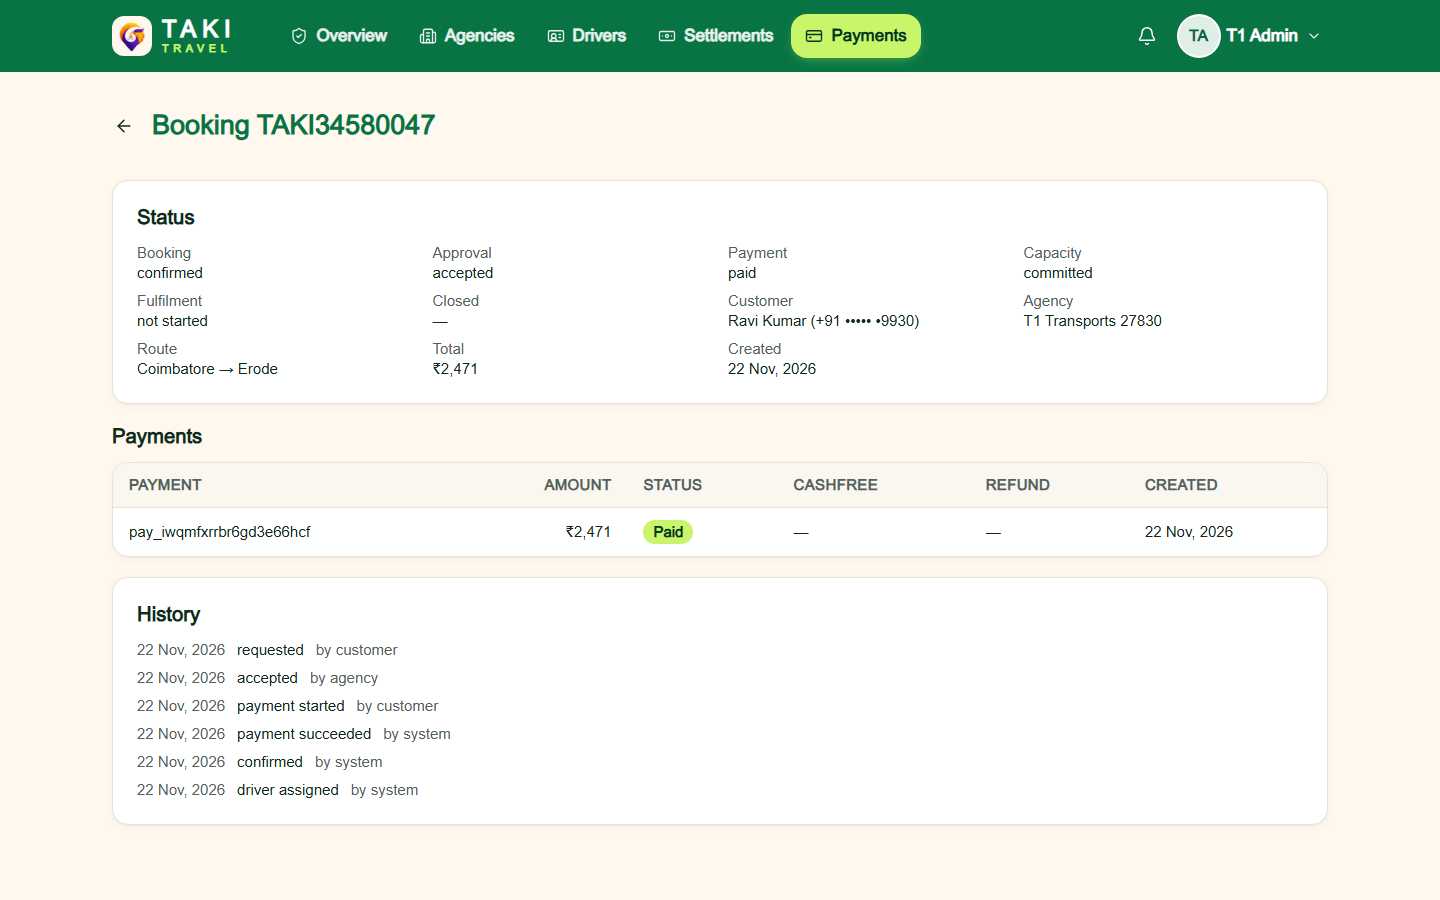 TAKI
TRAVEL
Overview
Agencies
Drivers
Settlements
Payments
TA
T1 Admin
Booking TAKI34580047
Status
Booking
confirmed
Approval
accepted
Payment
paid
Capacity
committed
Fulfilment
not started
Closed
—
Customer
Ravi Kumar (+91 ••••• •9930)
Agency
T1 Transports 27830
Route
Coimbatore → Erode
Total
₹2,471
Created
22 Nov, 2026
Payments
PAYMENT AMOUNT STATUS CASHFREE REFUND CREATED
pay_iwqmfxrrbr6gd3e66hcf ₹2,471 Paid — — 22 Nov, 2026
History
22 Nov, 2026 requested by customer
22 Nov, 2026 accepted by agency
22 Nov, 2026 payment started by customer
22 Nov, 2026 payment succeeded by system
22 Nov, 2026 confirmed by system
22 Nov, 2026 driver assigned by system